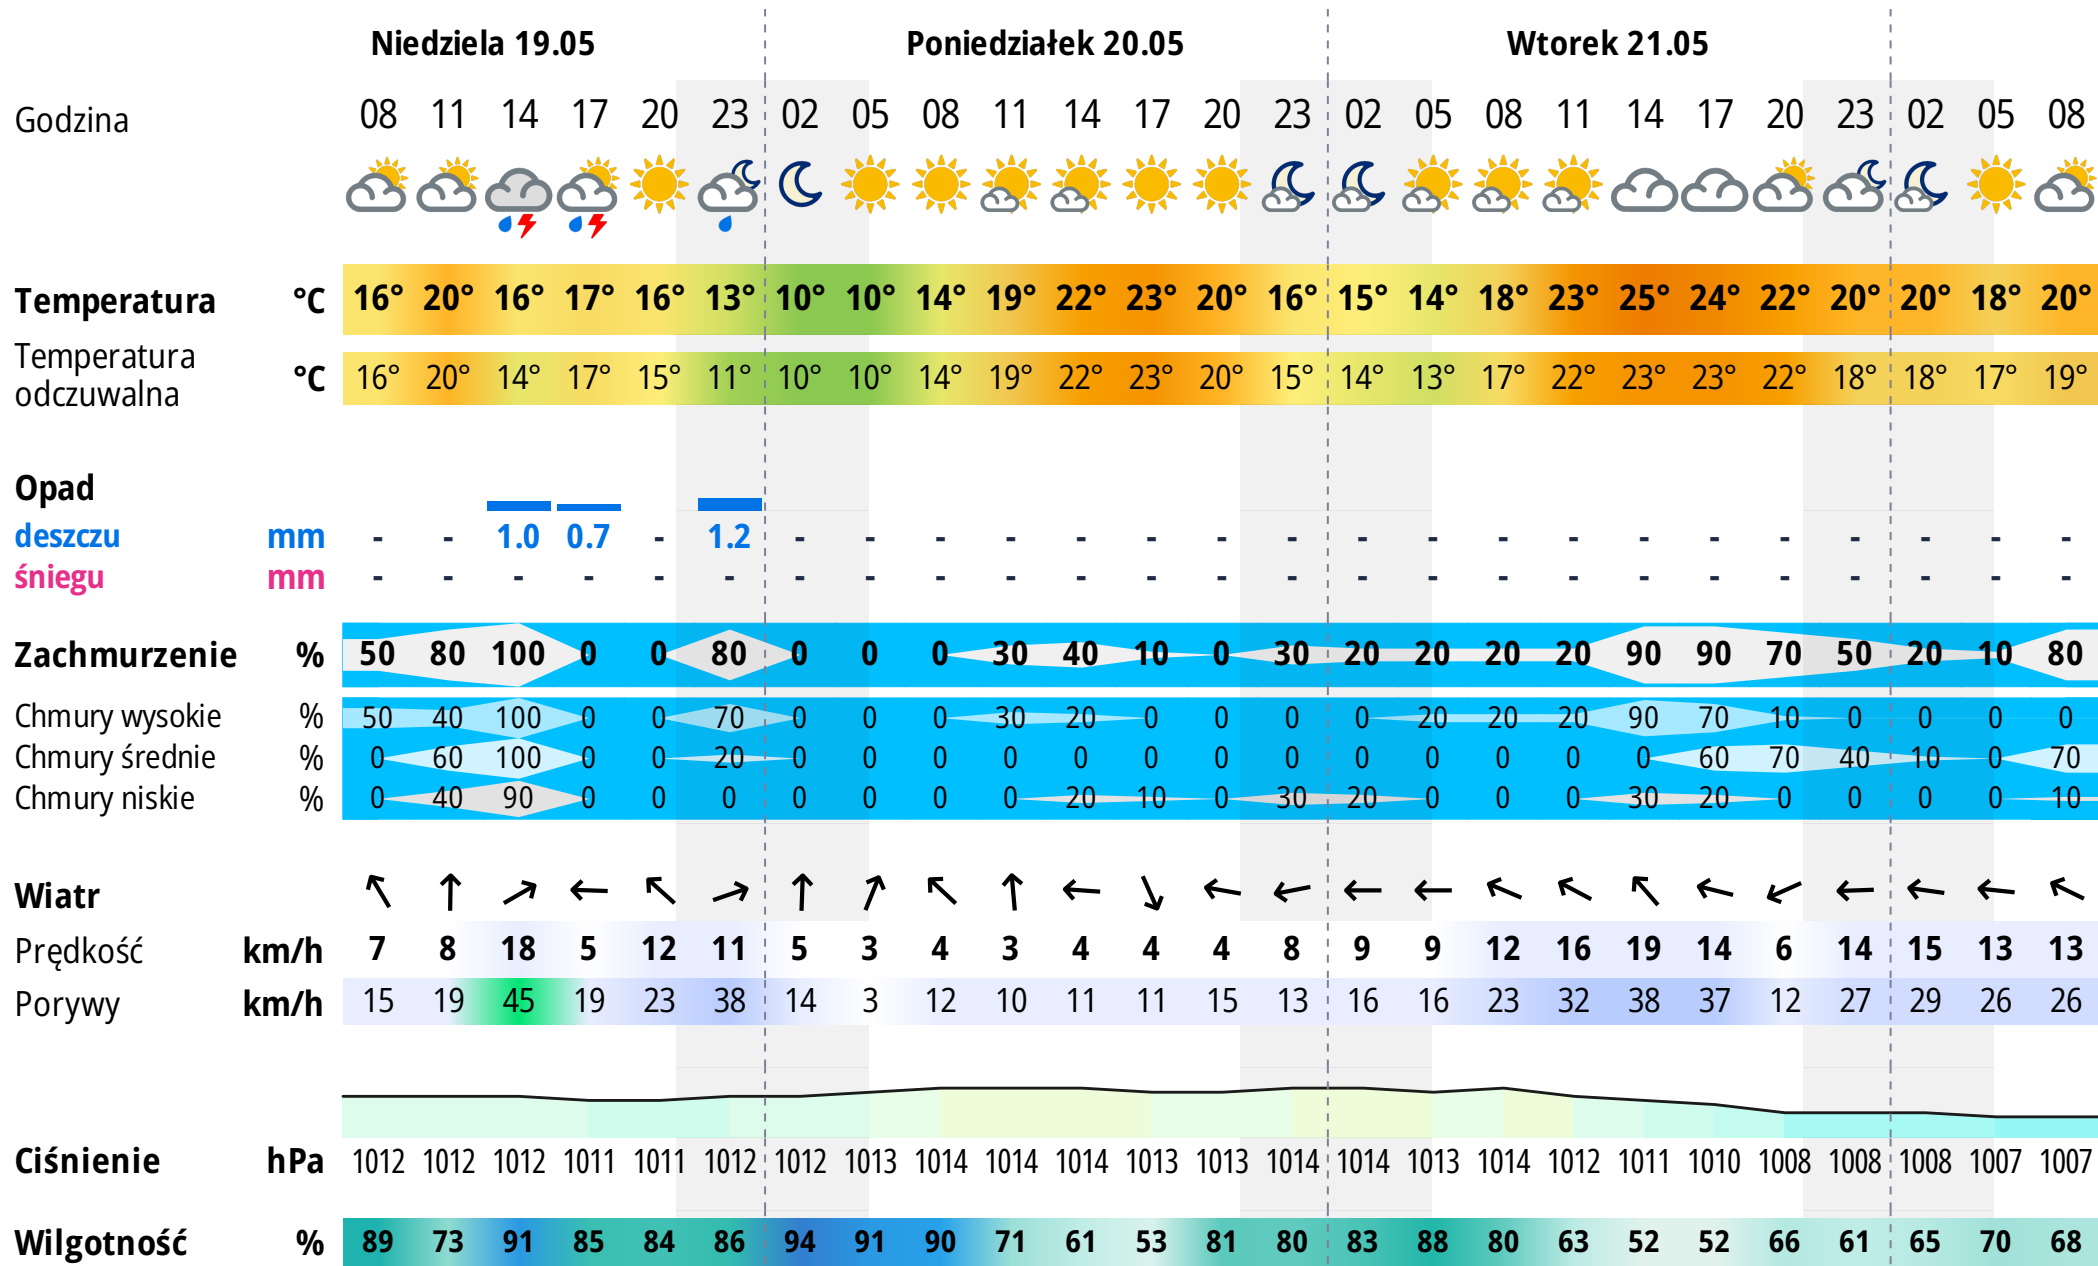 Niedziela 19.05 Poniedziałek 20.05 Wtorek 21.05
Godzina 08 11 14 17 20 23 02 05 08 11 14 17 20 23 02 05 08 11 14 17 20 23 02 05 08
Temperatura °C 16° 20° 16° 17° 16° 13° 10° 10° 14° 19° 22° 23° 20° 16° 15° 14° 18° 23° 25° 24° 22° 20° 20° 18° 20°
Temperatura
odczuwalna °C 16° 20° 14° 17° 15° 11° 10° 10° 14° 19° 22° 23° 20° 15° 14° 13° 17° 22° 23° 23° 22° 18° 18° 17° 19°
Opad
deszczu mm - - 1.0 0.7 - 1.2 - - - - - - - - - - - - - - - - - - -
śniegu mm - - - - - - - - - - - - - - - - - - - - - - - - -
Zachmurzenie % 50 80 100 0 0 80 0 0 0 30 40 10 0 30 20 20 20 20 90 90 70 50 20 10 80
Chmury wysokie % 50 40 100 0 0 70 0 0 0 30 20 0 0 0 0 20 20 20 90 70 10 0 0 0 0
Chmury średnie % 0 60 100 0 0 20 0 0 0 0 0 0 0 0 0 0 0 0 0 60 70 40 10 0 70
Chmury niskie % 0 40 90 0 0 0 0 0 0 0 20 10 0 30 20 0 0 0 30 20 0 0 0 0 10
Wiatr
Prędkość km/h 7 8 18 5 12 11 5 3 4 3 4 4 4 8 9 9 12 16 19 14 6 14 15 13 13
Porywy km/h 15 19 45 19 23 38 14 3 12 10 11 11 15 13 16 16 23 32 38 37 12 27 29 26 26
Ciśnienie hPa 1012 1012 1012 1011 1011 1012 1012 1013 1014 1014 1014 1013 1013 1014 1014 1013 1014 1012 1011 1010 1008 1008 1008 1007 1007
Wilgotność % 89 73 91 85 84 86 94 91 90 71 61 53 81 80 83 88 80 63 52 52 66 61 65 70 68